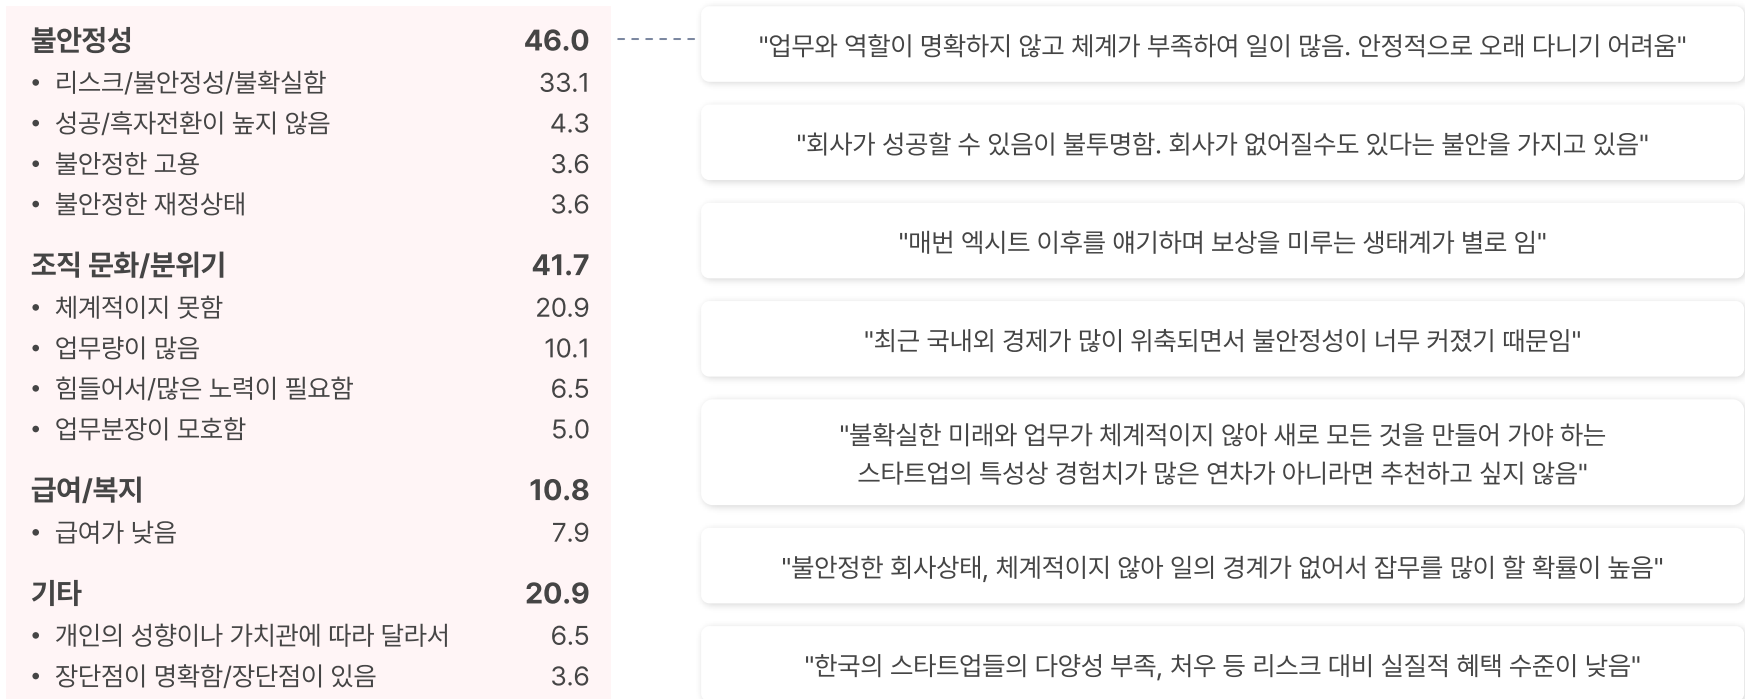 불안정성 46.0
• 리스크/불안정성/불확실함 33.1
• 성공/흑자전환이 높지 않음 4.3
• 불안정한 고용 3.6
• 불안정한 재정상태 3.6
조직 문화/분위기 41.7
• 체계적이지 못함 20.9
• 업무량이 많음 10.1
• 힘들어서/많은 노력이 필요함 6.5
• 업무분장이 모호함 5.0
급여/복지 10.8
• 급여가 낮음 7.9
기타 20.9
• 개인의 성향이나 가치관에 따라 달라서 6.5
• 장단점이 명확함/장단점이 있음 3.6
"업무와 역할이 명확하지 않고 체계가 부족하여 일이 많음. 안정적으로 오래 다니기 어려움"
"회사가 성공할 수 있음이 불투명함. 회사가 없어질수도 있다는 불안을 가지고 있음"
"매번 엑시트 이후를 얘기하며 보상을 미루는 생태계가 별로 임"
"최근 국내외 경제가 많이 위축되면서 불안정성이 너무 커졌기 때문임"
"불확실한 미래와 업무가 체계적이지 않아 새로 모든 것을 만들어 가야 하는
스타트업의 특성상 경험치가 많은 연차가 아니라면 추천하고 싶지 않음"
"불안정한 회사상태, 체계적이지 않아 일의 경계가 없어서 잡무를 많이 할 확률이 높음"
"한국의 스타트업들의 다양성 부족, 처우 등 리스크 대비 실질적 혜택 수준이 낮음"